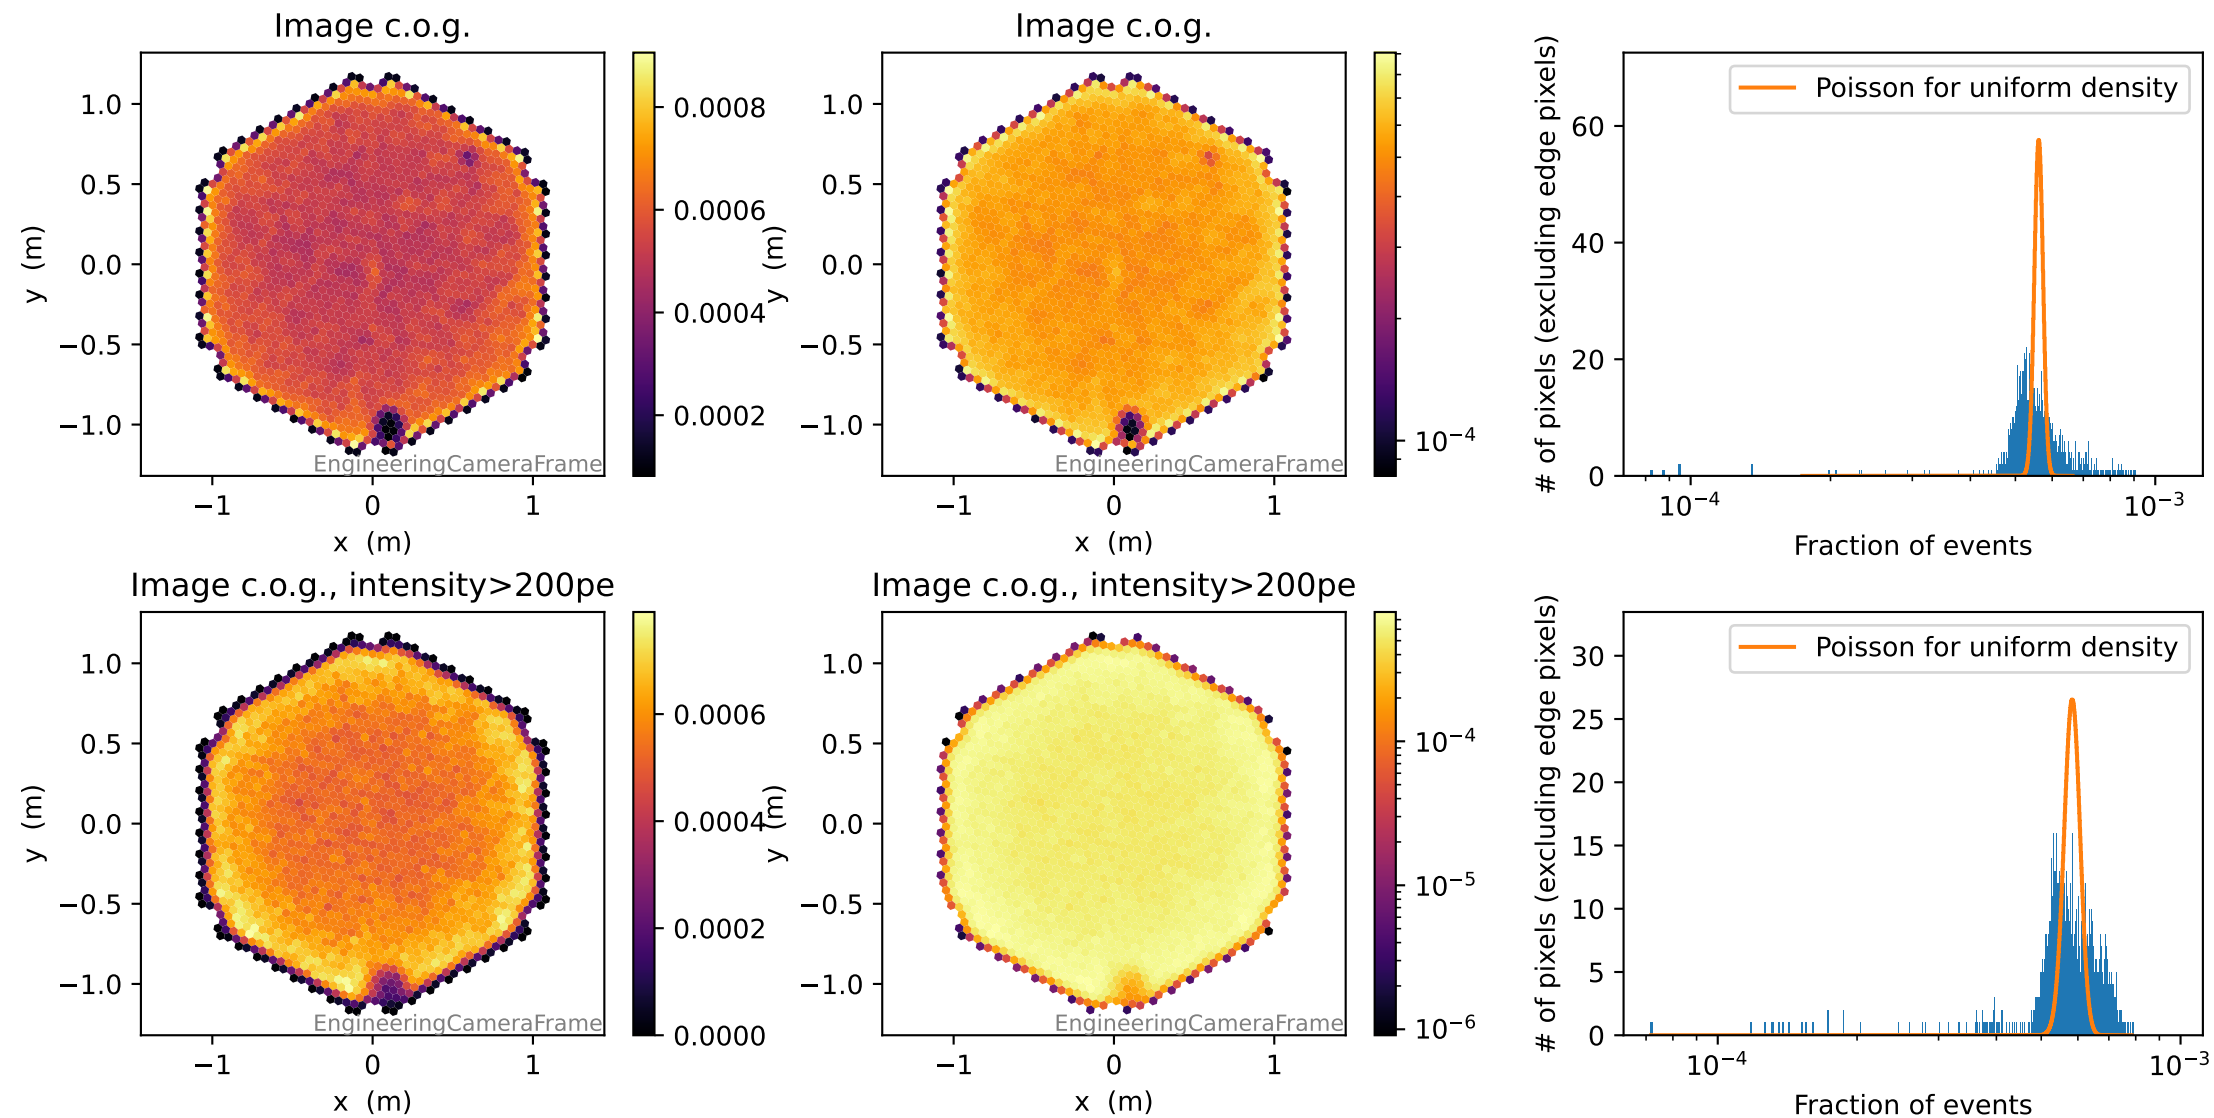 Image c.o.g.
1.0
0.5
0.0
−0.5
−1.0
y (m)
−1
0
1
x (m)
EngineeringCameraFrame
0.0008
0.0006
0.0004
0.0002
Image c.o.g.
1.0
0.5
0.0
−0.5
−1.0
y (m)
−1
0
1
x (m)
EngineeringCameraFrame
10⁻⁴
Poisson for uniform density
60
40
20
0
# of pixels (excluding edge pixels)
10⁻⁴
10⁻³
Fraction of events
Image c.o.g., intensity>200pe
1.0
0.5
0.0
−0.5
−1.0
y (m)
−1
0
1
x (m)
EngineeringCameraFrame
0.0006
0.0004
0.0002
0.0000
Image c.o.g., intensity>200pe
1.0
0.5
0.0
−0.5
−1.0
y (m)
−1
0
1
x (m)
EngineeringCameraFrame
10⁻⁴
10⁻⁵
10⁻⁶
Poisson for uniform density
30
25
20
15
10
5
0
# of pixels (excluding edge pixels)
10⁻⁴
10⁻³
Fraction of events